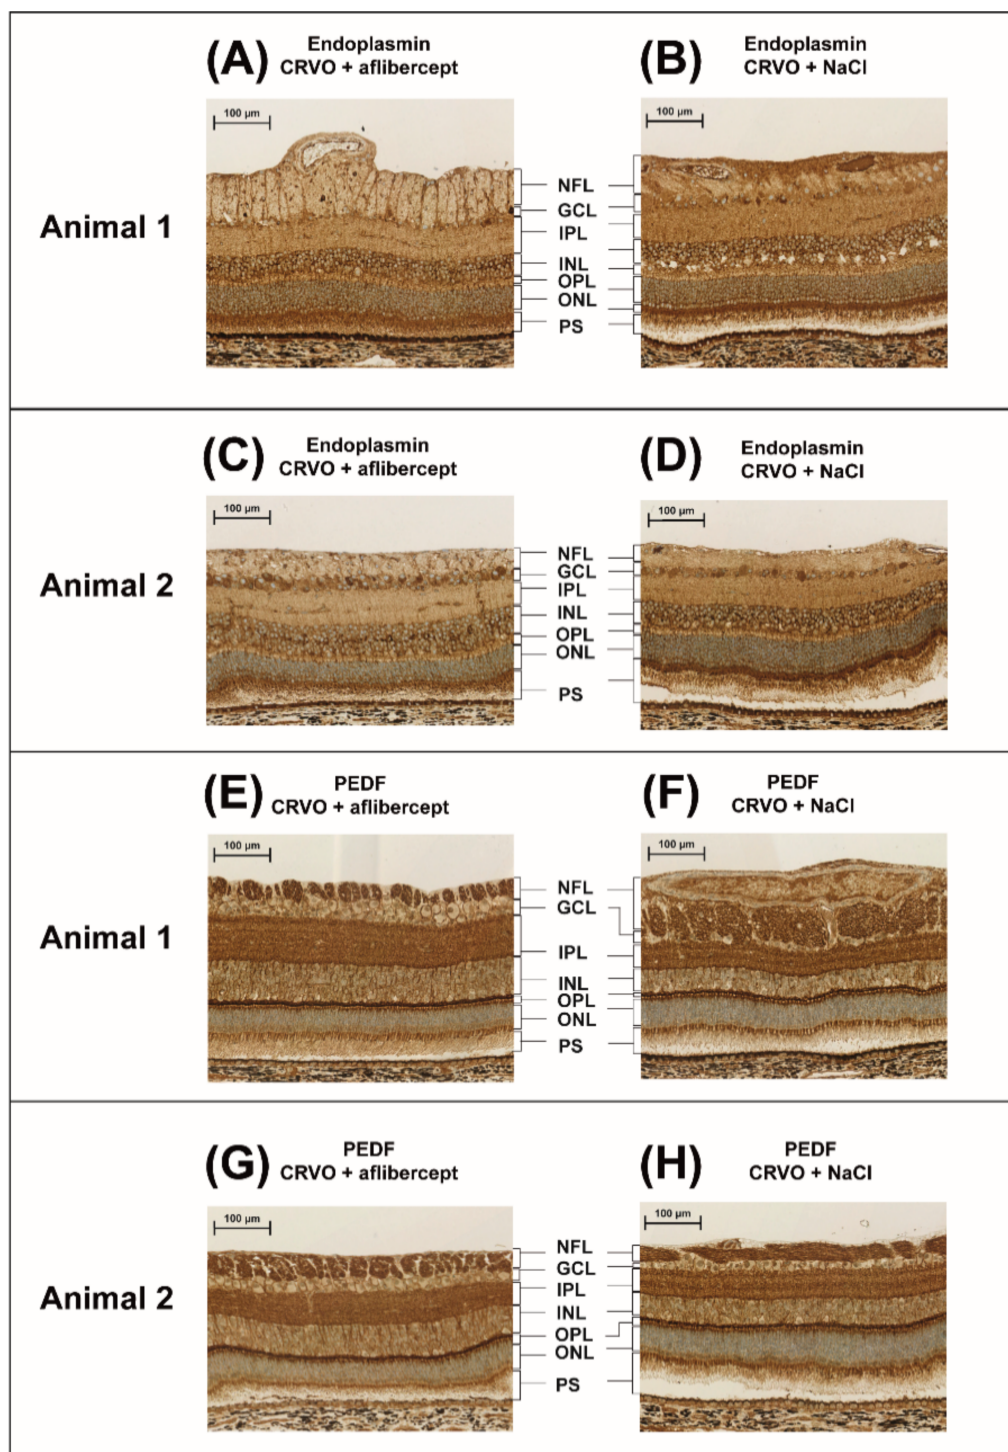 (A)
Endoplasmin
CRVO + aflibercept
(B)
Endoplasmin
CRVO + NaCl
Animal 1
100 µm
100 µm
NFL
GCL
IPL
INL
OPL
ONL
PS
(C)
Endoplasmin
CRVO + aflibercept
(D)
Endoplasmin
CRVO + NaCl
Animal 2
100 µm
100 µm
NFL
GCL
IPL
INL
OPL
ONL
PS
(E)
PEDF
CRVO + aflibercept
(F)
PEDF
CRVO + NaCl
Animal 1
100 µm
100 µm
NFL
GCL
IPL
INL
OPL
ONL
PS
(G)
PEDF
CRVO + aflibercept
(H)
PEDF
CRVO + NaCl
Animal 2
100 µm
100 µm
NFL
GCL
IPL
INL
OPL
ONL
PS